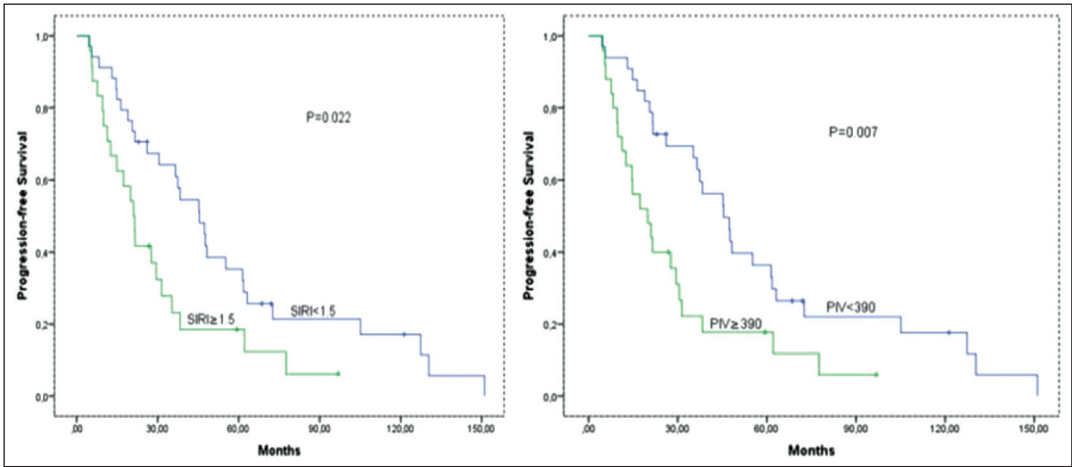 1,0
0,8
0,6
0,4
0,2
0,0
Progression-free Survival
P=0.022
SIRI≥1.5
SIRI<1.5
,00 30,00 60,00 90,00 120,00 150,00
Months
1,0
0,8
0,6
0,4
0,2
0,0
Progression-free Survival
P=0.007
PIV≥390
PIV<390
,00 30,00 60,00 90,00 120,00 150,00
Months